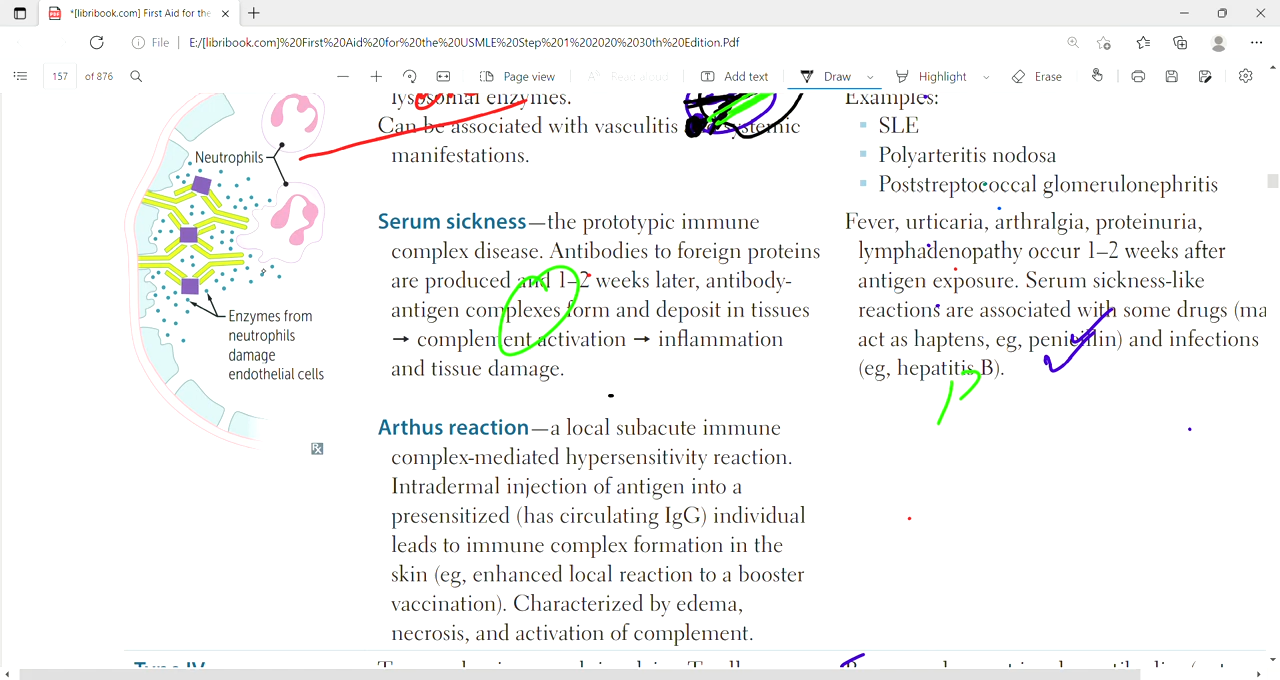 *[libribook.com] First Aid for the
File
E:/[libribook.com]%20First%20Aid%20for%20the%20USMLE%20Step%201%202020%2030th%20Edition.Pdf
157 of 876
Page view
Read aloud
Add text
Draw
Highlight
Erase
Neutrophils
Enzymes from
neutrophils
damage
endothelial cells
Rx
lysosomal enzymes.
Can be associated with vasculitis systemic
manifestations.
Serum sickness—the prototypic immune
complex disease. Antibodies to foreign proteins
are produced and 1–2 weeks later, antibody-
antigen complexes form and deposit in tissues
→ complement activation → inflammation
and tissue damage.
Arthus reaction—a local subacute immune
complex-mediated hypersensitivity reaction.
Intradermal injection of antigen into a
presensitized (has circulating IgG) individual
leads to immune complex formation in the
skin (eg, enhanced local reaction to a booster
vaccination). Characterized by edema,
necrosis, and activation of complement.
Examples:
▪ SLE
▪ Polyarteritis nodosa
▪ Poststreptococcal glomerulonephritis
Fever, urticaria, arthralgia, proteinuria,
lymphadenopathy occur 1–2 weeks after
antigen exposure. Serum sickness-like
reactions are associated with some drugs (ma
act as haptens, eg, penicillin) and infections
(eg, hepatitis B).
Type IV